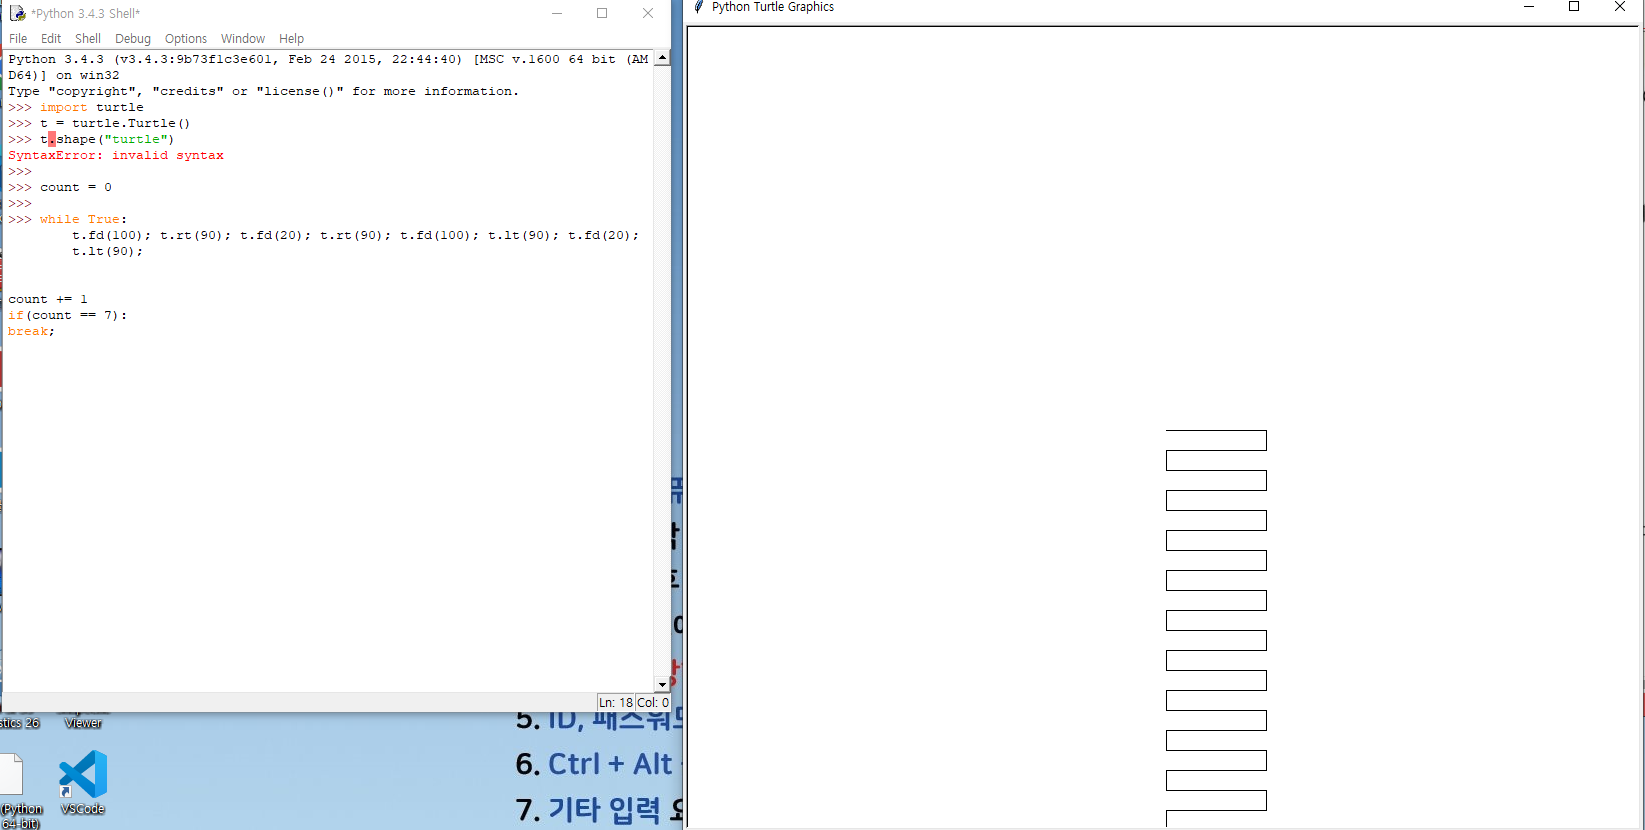 *Python 3.4.3 Shell*
File Edit Shell Debug Options Window Help
Python 3.4.3 (v3.4.3:9b73f1c3e601, Feb 24 2015, 22:44:40) [MSC v.1600 64 bit (AM
D64)] on win32
Type "copyright", "credits" or "license()" for more information.
>>> import turtle
>>> t = turtle.Turtle()
>>> t.shape("turtle")
SyntaxError: invalid syntax
>>>
>>> count = 0
>>>
>>> while True:
t.fd(100); t.rt(90); t.fd(20); t.rt(90); t.fd(100); t.lt(90); t.fd(20);
t.lt(90);
count += 1
if(count == 7):
break;
Ln: 18 Col: 0
Python Turtle Graphics
stics 26
Viewer
5. ID, 패스워드
6. Ctrl + Alt
7. 기타 입력
(Python
64-bit)
VSCode